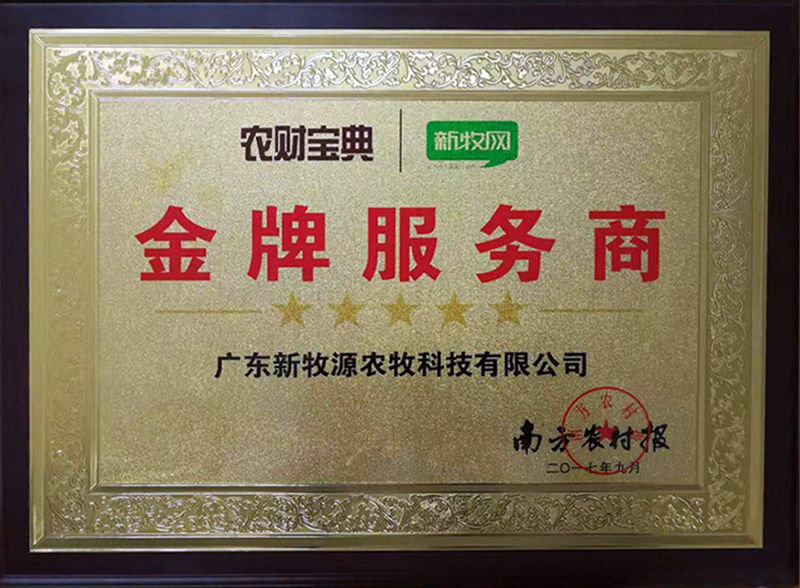 农财宝典 新牧网
金牌服务商
广东新牧源农牧科技有限公司
南方农村报
二〇一七年九月